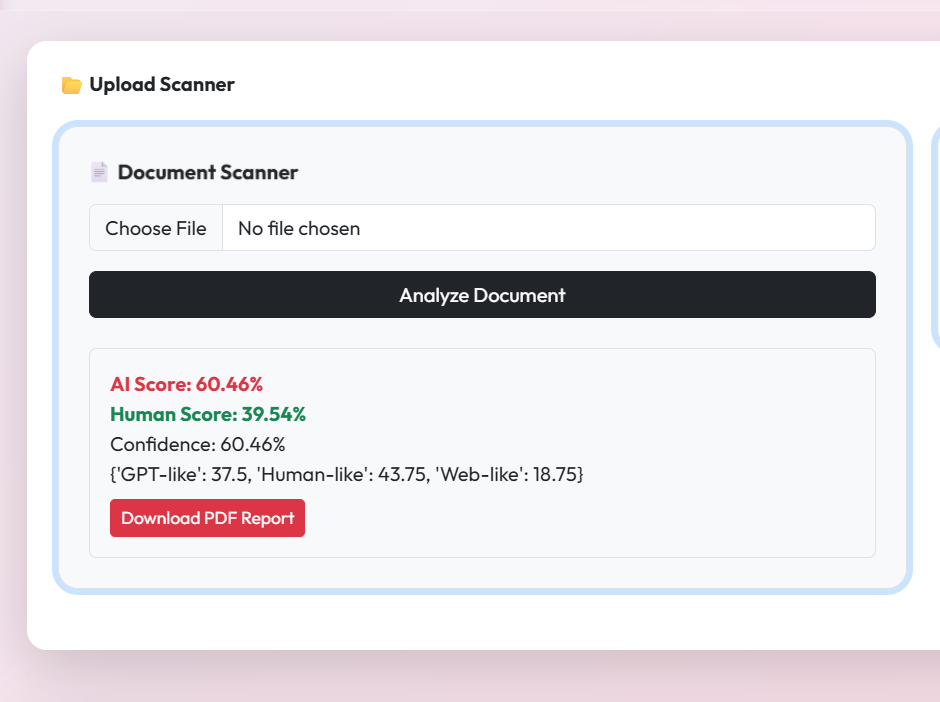 Upload Scanner
Document Scanner
Choose File No file chosen
Analyze Document
AI Score: 60.46%
Human Score: 39.54%
Confidence: 60.46%
{'GPT-like': 37.5, 'Human-like': 43.75, 'Web-like': 18.75}
Download PDF Report